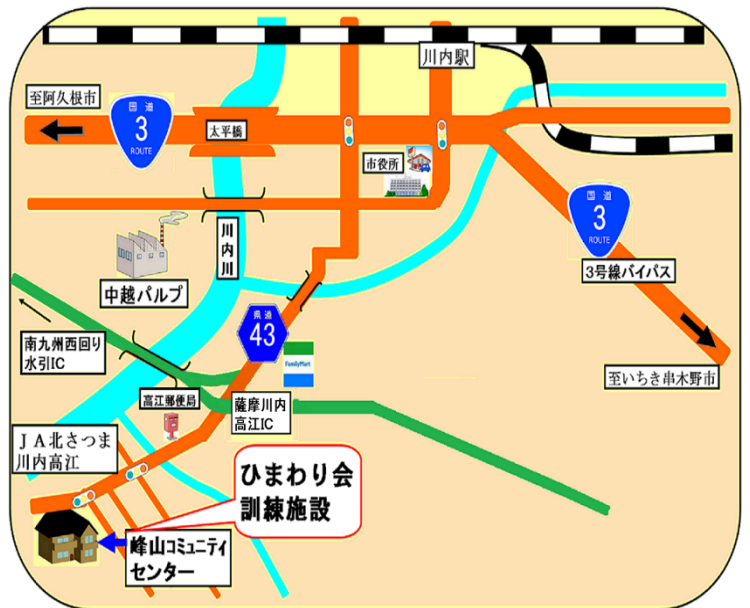 川内駅
至阿久根市
国道
3
ROUTE
太平橋
市役所
川内川
中越パルプ
国道
3
ROUTE
3号線バイパス
県道
43
FamilyMart
南九州西回り
水引IC
至いちき串木野市
高江郵便局
薩摩川内
高江IC
JA北さつま
川内高江
ひまわり会
訓練施設
峰山コミュニティ
センター